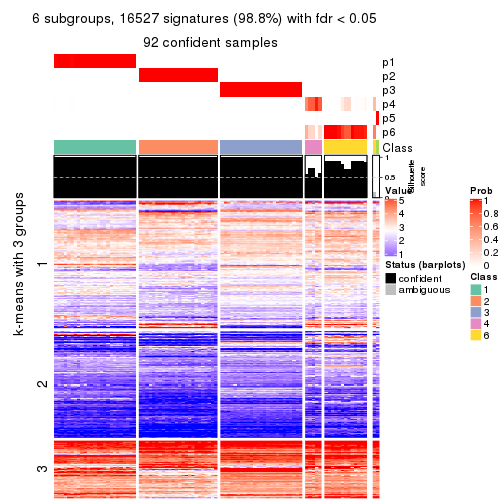 6 subgroups, 16527 signatures (98.8%) with fdr < 0.05
92 confident samples
p1
p2
p3
p4
p5
p6
Class
1
0.5
0
Silhouette
score
k-means with 3 groups
1
2
3
Value
5
4
3
2
1
Status (barplots)
confident
ambiguous
Prob
1
0.8
0.6
0.4
0.2
0
Class
1
2
3
4
6